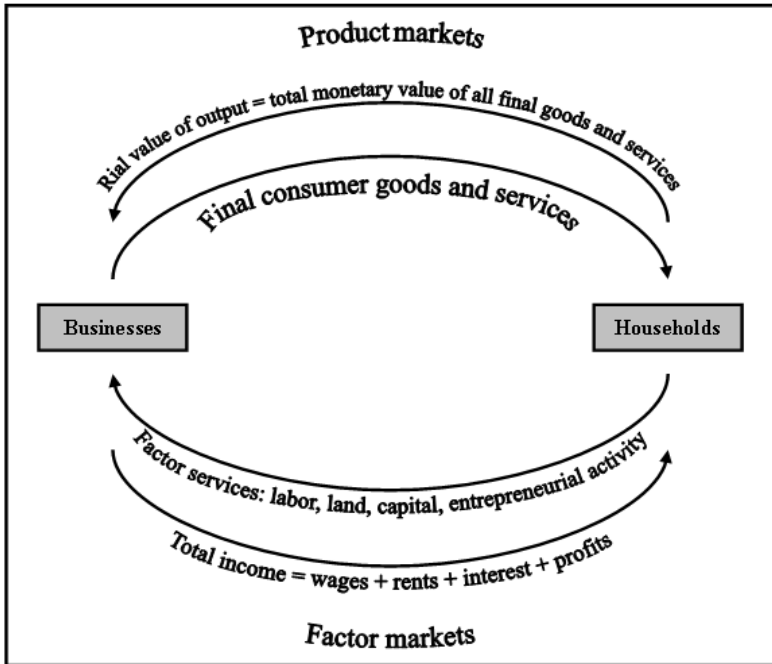 Product markets
Rial value of output = total monetary value of all final goods and services
Final consumer goods and services
Businesses
Households
Factor services: labor, land, capital, entrepreneurial activity
Total income = wages + rents + interest + profits
Factor markets